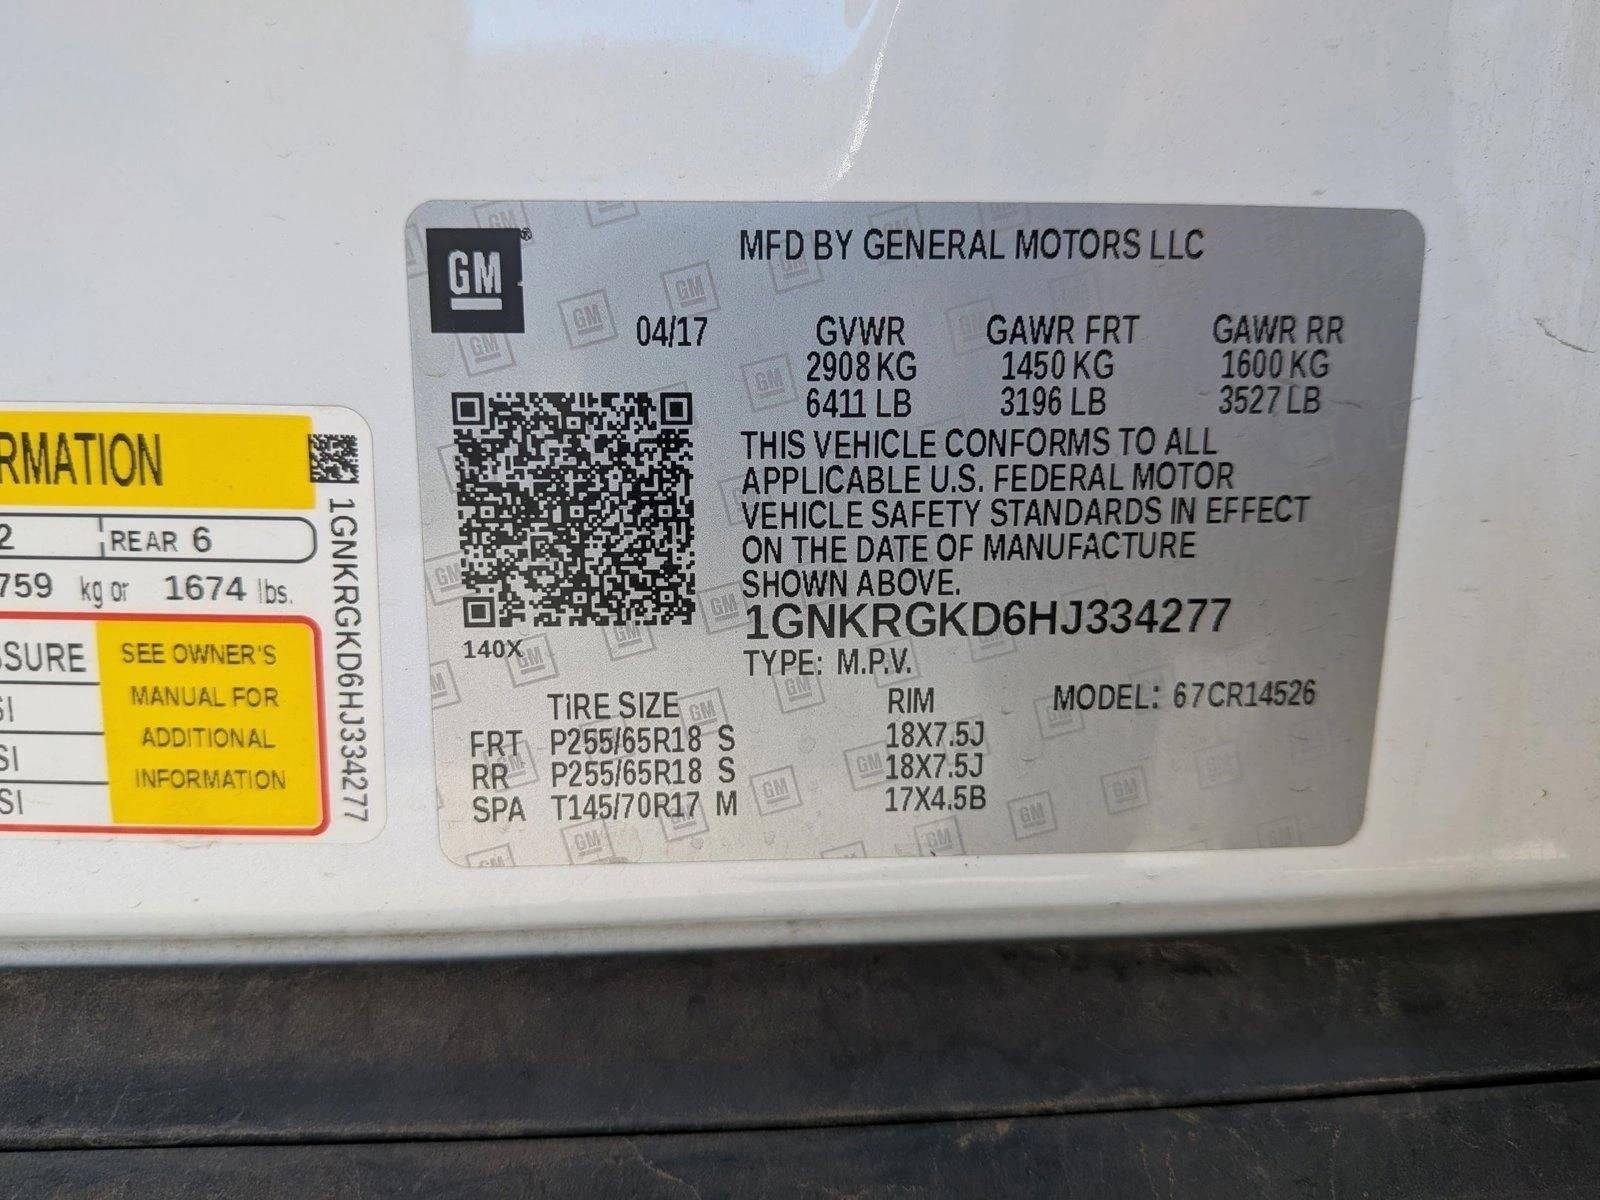 GM®
MFD BY GENERAL MOTORS LLC
04/17 GVWR GAWR FRT GAWR RR
2908 KG 1450 KG 1600 KG
6411 LB 3196 LB 3527 LB
THIS VEHICLE CONFORMS TO ALL
APPLICABLE U.S. FEDERAL MOTOR
VEHICLE SAFETY STANDARDS IN EFFECT
ON THE DATE OF MANUFACTURE
SHOWN ABOVE.
1GNKRGKD6HJ334277
140X
TYPE: M.P.V.
TIRE SIZE RIM MODEL: 67CR14526
FRT P255/65R18 S 18X7.5J
RR P255/65R18 S 18X7.5J
SPA T145/70R17 M 17X4.5B
RMATION
2 REAR 6
759 kg or 1674 lbs.
SSURE
SI
SI
SI
SEE OWNER'S
MANUAL FOR
ADDITIONAL
INFORMATION
1GNKRGKD6HJ334277